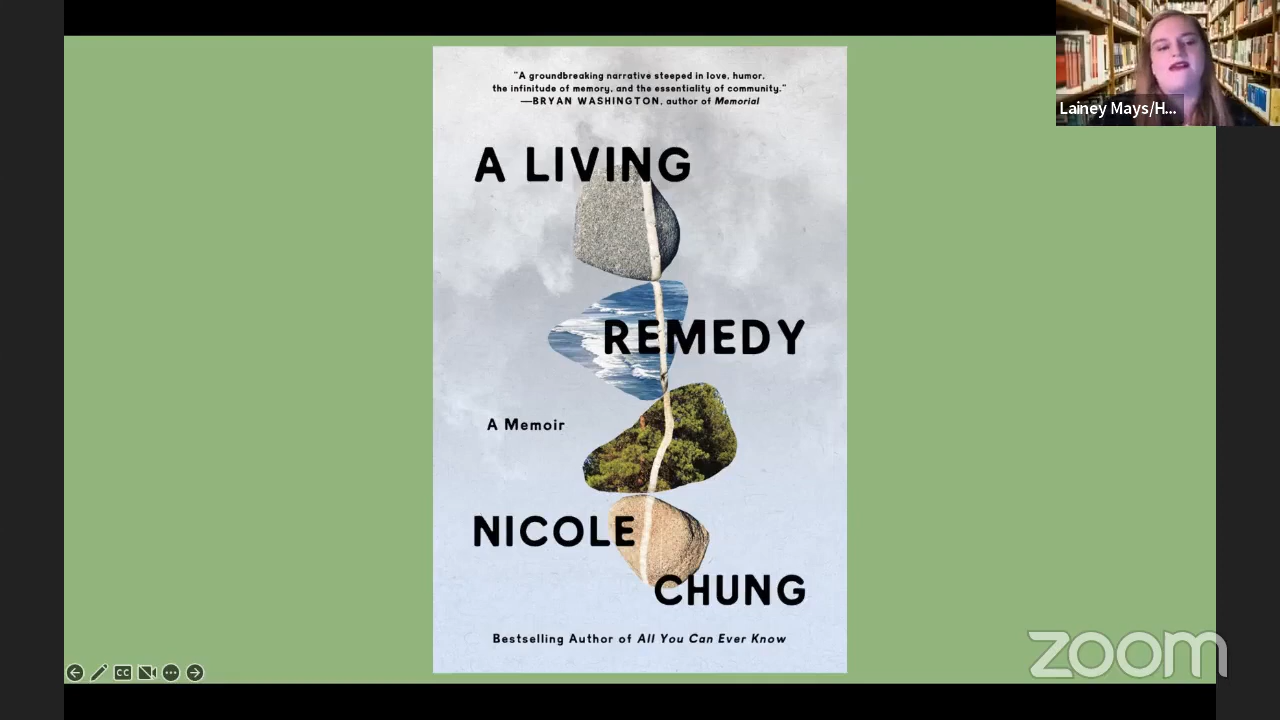 "A groundbreaking narrative steeped in love, humor,
the infinitude of memory, and the essentiality of community."
—BRYAN WASHINGTON, author of Memorial
A LIVING
REMEDY
A Memoir
NICOLE
CHUNG
Bestselling Author of All You Can Ever Know
Lainey Mays/H...
CC
zoom